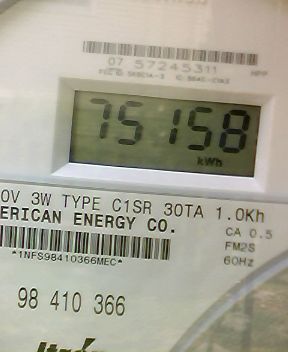 07 57245311
75158
kWh
0V 3W TYPE C1SR 30TA 1.0Kh
ERICAN ENERGY CO.
CA 0.5
FM2S
60Hz
*1NFS98410366MEC*
98 410 366
Itron